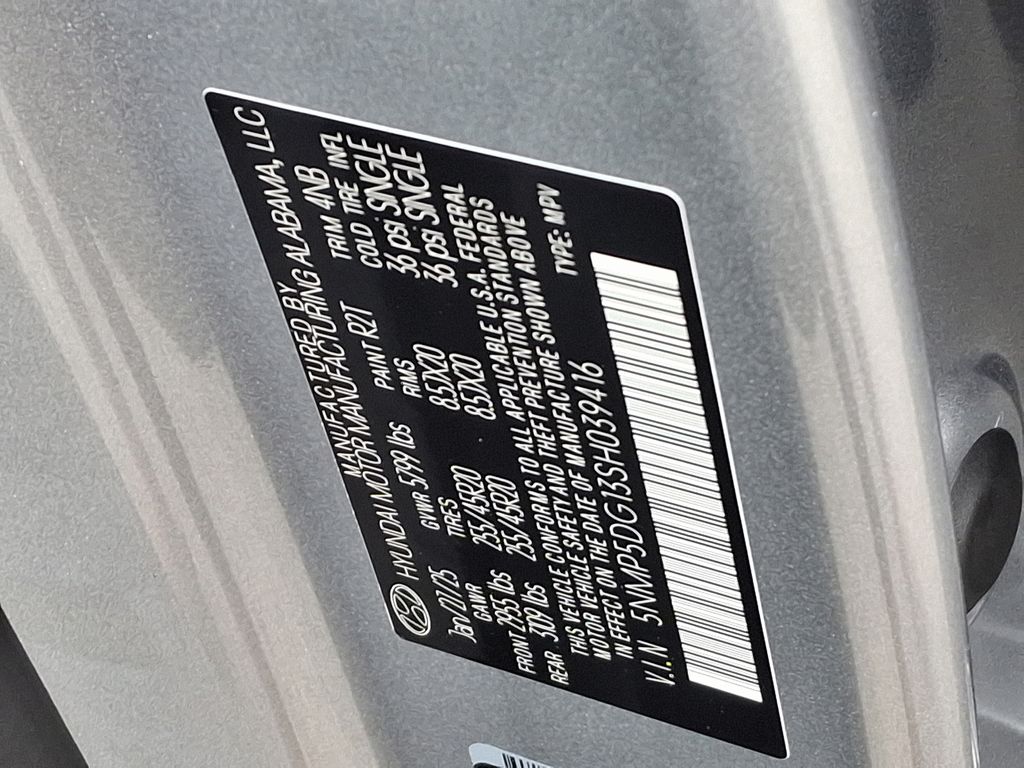 MANUFACTURED BY
HYUNDAI MOTOR MANUFACTURING ALABAMA, LLC
Jan/27/25 GVWR 5799 lbs PAINT R2T TRIM 4NB
GAWR TIRES RIMS COLD TIRE INFL
FRONT 2953 lbs 255/45R20 8.5JX20 36 psi SINGLE
REAR 3109 lbs 255/45R20 8.5JX20 36 psi SINGLE
THIS VEHICLE CONFORMS TO ALL APPLICABLE U.S.A. FEDERAL
MOTOR VEHICLE SAFETY AND THEFT PREVENTION STANDARDS
IN EFFECT ON THE DATE OF MANUFACTURE SHOWN ABOVE
V.I.N 5NMP5DG13SH039416 TYPE: MPV